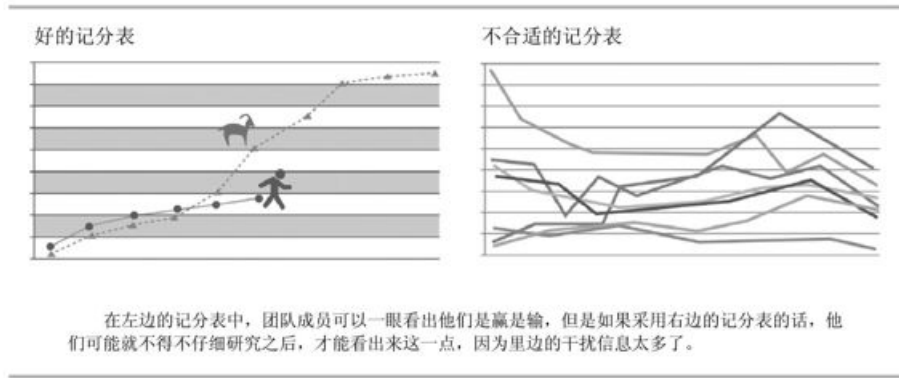 好的记分表
不合适的记分表
在左边的记分表中，团队成员可以一眼看出他们是赢是输，但是如果采用右边的记分表的话，他
们可能就不得不仔细研究之后，才能看出来这一点，因为里边的干扰信息太多了。